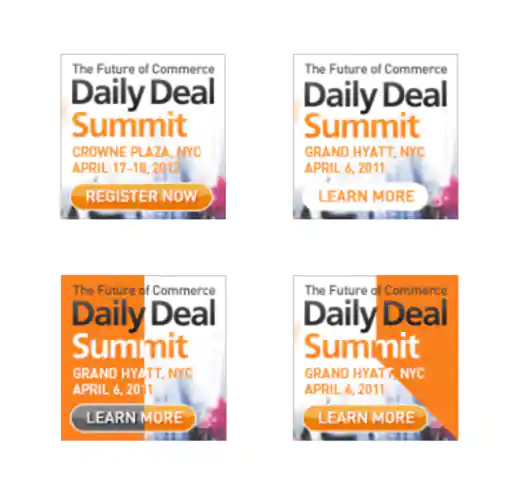 The Future of Commerce
Daily Deal
Summit
CROWNE PLAZA, NYC
APRIL 17-18, 2012
REGISTER NOW
The Future of Commerce
Daily Deal
Summit
GRAND HYATT, NYC
APRIL 6, 2011
LEARN MORE
The Future of Commerce
Daily Deal
Summit
GRAND HYATT, NYC
APRIL 6, 2011
LEARN MORE
The Future of Commerce
Daily Deal
Summit
GRAND HYATT, NYC
APRIL 6, 2011
LEARN MORE